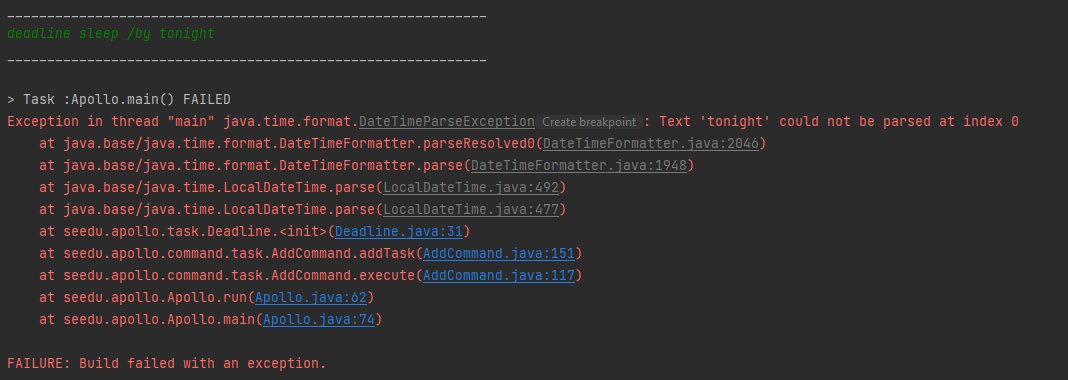 ____________________________________________________________
deadline sleep /by tonight
____________________________________________________________
> Task :Apollo.main() FAILED
Exception in thread "main" java.time.format.DateTimeParseException Create breakpoint : Text 'tonight' could not be parsed at index 0
at java.base/java.time.format.DateTimeFormatter.parseResolved0(DateTimeFormatter.java:2046)
at java.base/java.time.format.DateTimeFormatter.parse(DateTimeFormatter.java:1948)
at java.base/java.time.LocalDateTime.parse(LocalDateTime.java:492)
at java.base/java.time.LocalDateTime.parse(LocalDateTime.java:477)
at seedu.apollo.task.Deadline.<init>(Deadline.java:31)
at seedu.apollo.command.task.AddCommand.addTask(AddCommand.java:151)
at seedu.apollo.command.task.AddCommand.execute(AddCommand.java:117)
at seedu.apollo.Apollo.run(Apollo.java:62)
at seedu.apollo.Apollo.main(Apollo.java:74)
FAILURE: Build failed with an exception.